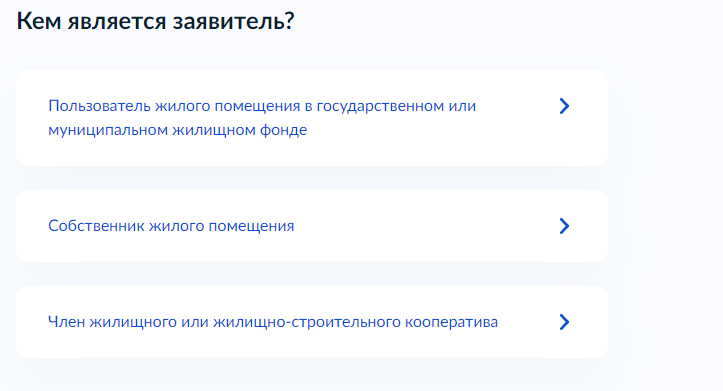 Кем является заявитель?
Пользователь жилого помещения в государственном или
муниципальном жилищном фонде
Собственник жилого помещения
Член жилищного или жилищно-строительного кооператива